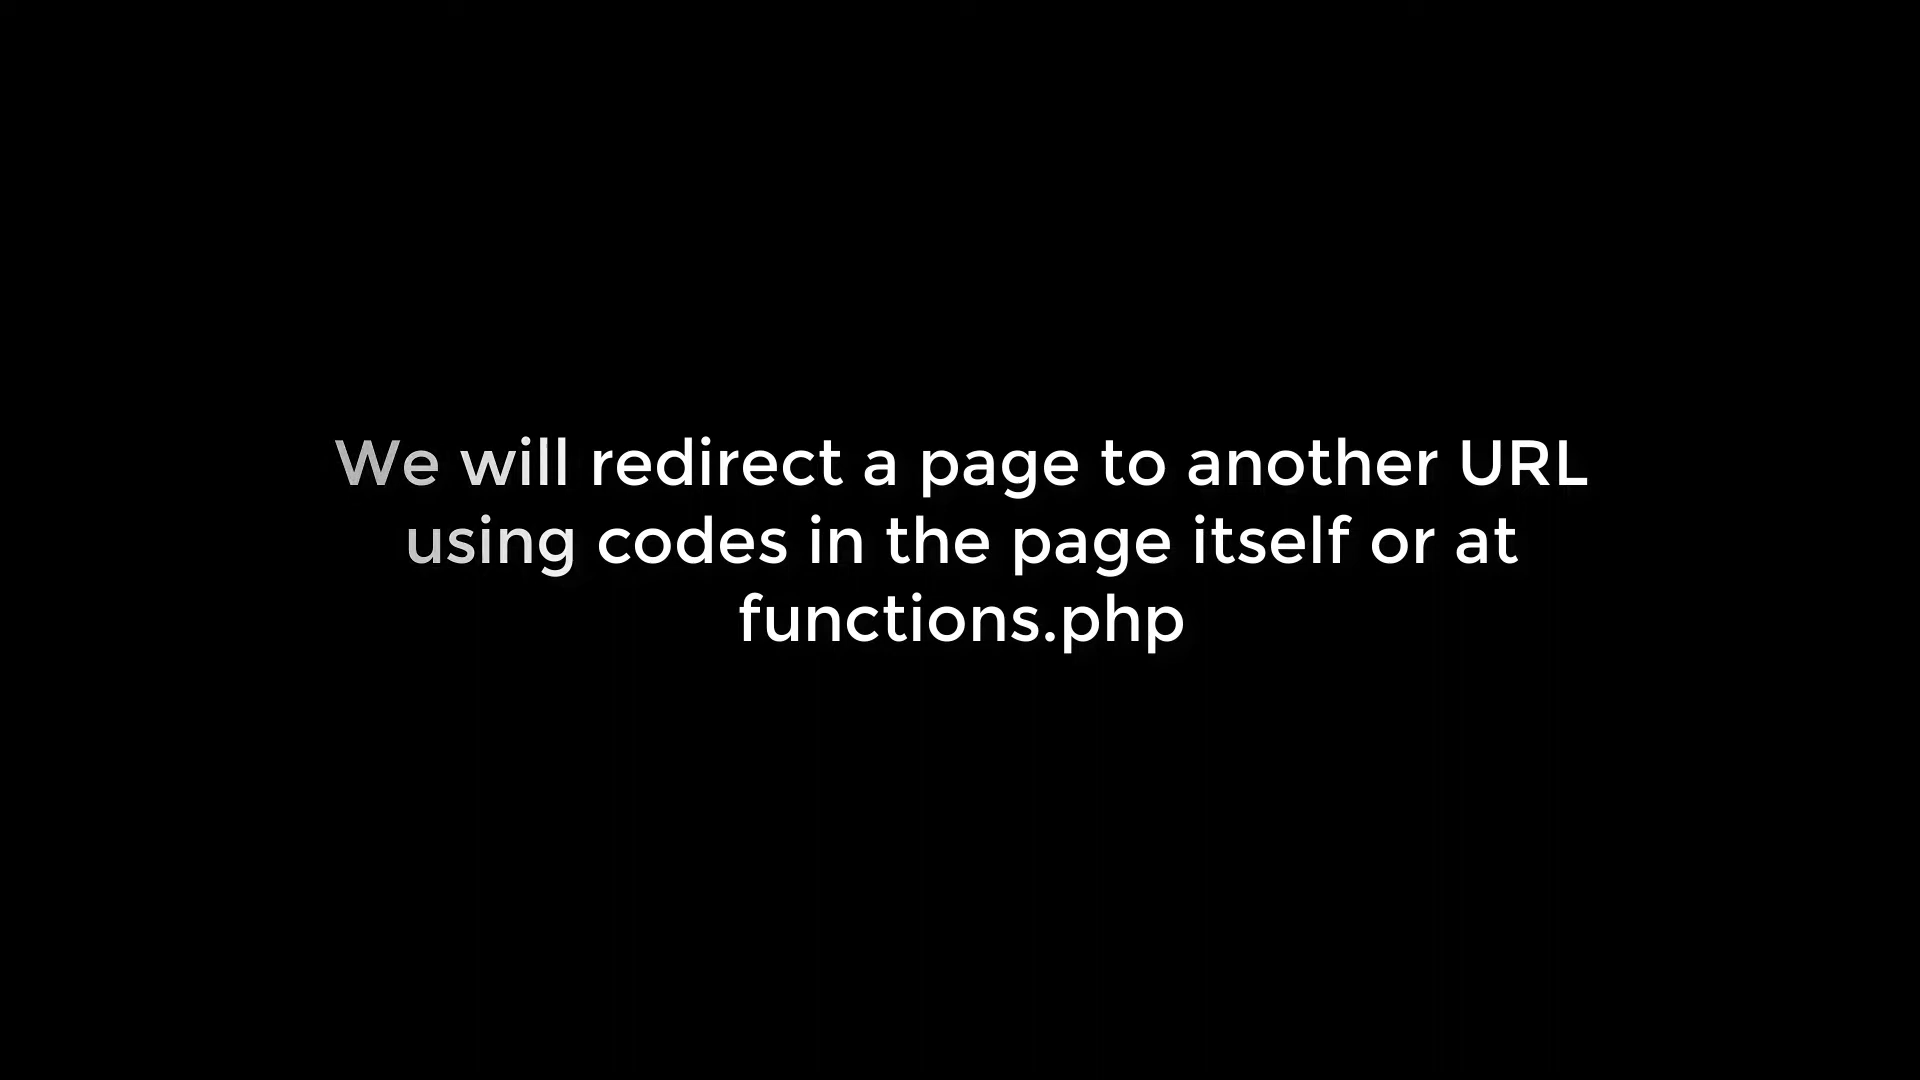 We will redirect a page to another URL
using codes in the page itself or at
functions.php